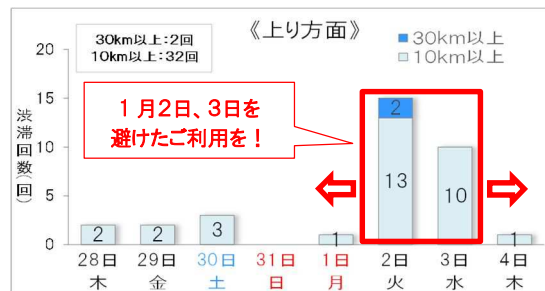 30km以上:2回
10km以上:32回
《上り方面》
30km以上
10km以上
渋滞回数(回)
20
15
10
5
0
1月2日、3日を
避けたご利用を！
2
2
3
1
2
13
10
1
28日 29日 30日 31日 1日 2日 3日 4日
木 金 土 日 月 火 水 木